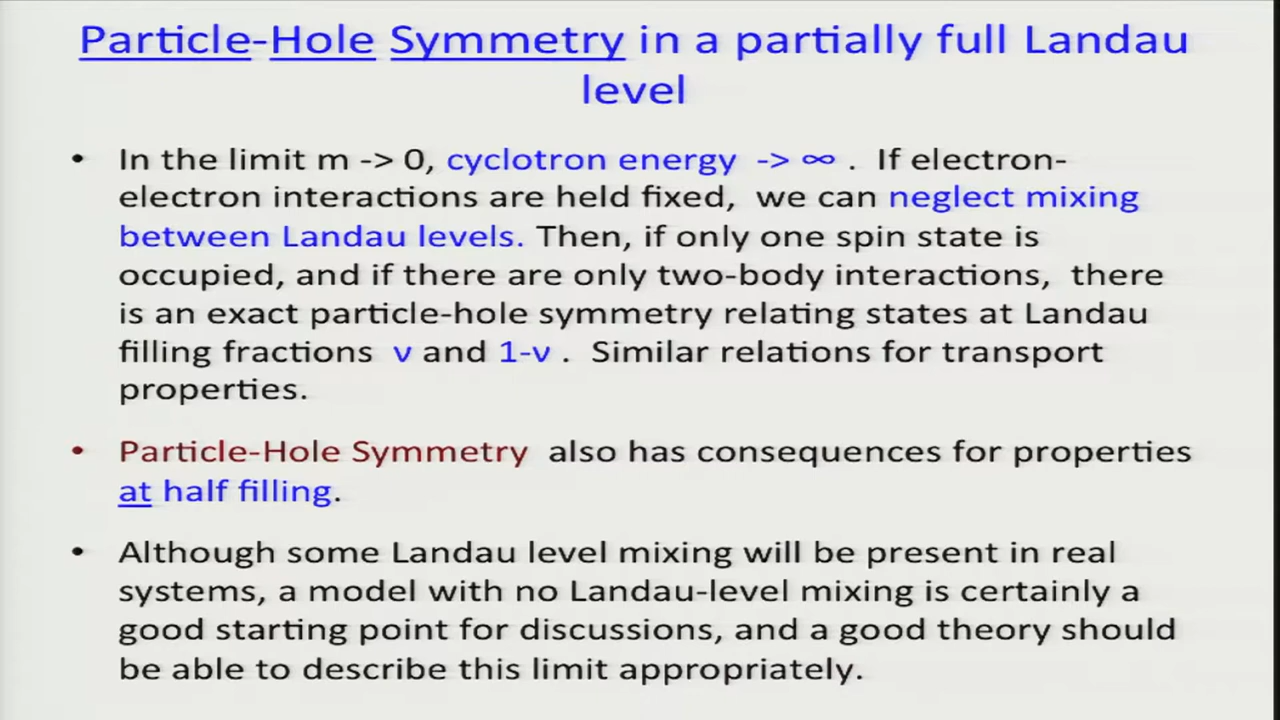 Particle-Hole Symmetry in a partially full Landau
level
• In the limit m -> 0, cyclotron energy -> ∞ . If electron-
electron interactions are held fixed, we can neglect mixing
between Landau levels. Then, if only one spin state is
occupied, and if there are only two-body interactions, there
is an exact particle-hole symmetry relating states at Landau
filling fractions ν and 1-ν . Similar relations for transport
properties.
• Particle-Hole Symmetry also has consequences for properties
at half filling.
• Although some Landau level mixing will be present in real
systems, a model with no Landau-level mixing is certainly a
good starting point for discussions, and a good theory should
be able to describe this limit appropriately.